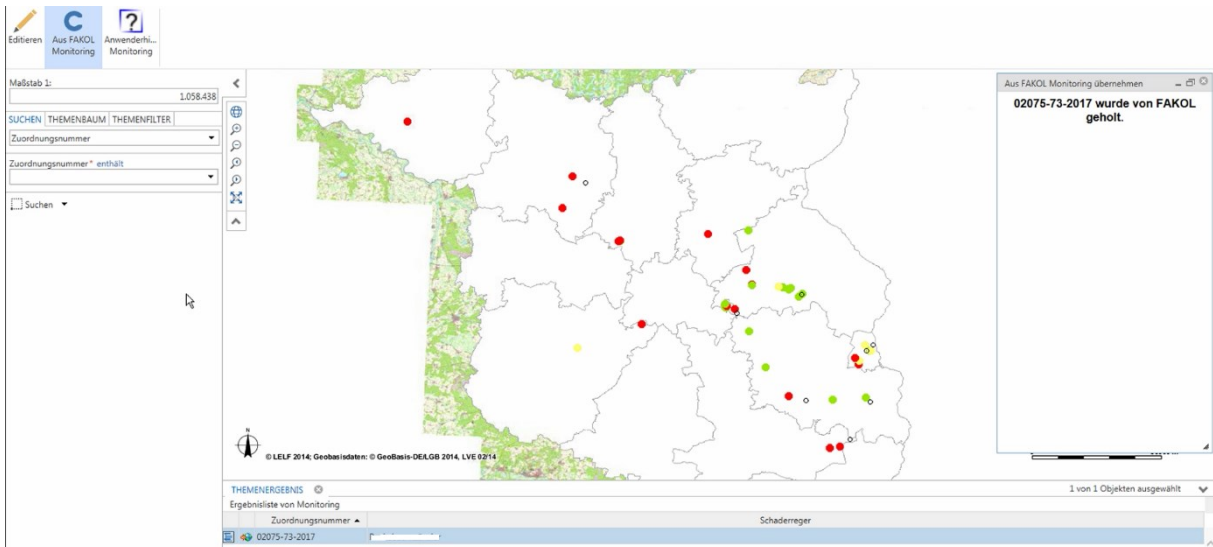 Editieren
Aus FAKOL
Monitoring
Anwenderhi...
Monitoring
Maßstab 1:
1.058.438
SUCHEN THEMENBAUM THEMENFILTER
Zuordnungsnummer
Zuordnungsnummer* enthält
Suchen
N
© LELF 2014; Geobasisdaten: © GeoBasis-DE/LGB 2014, LVE 02/14
Aus FAKOL Monitoring übernehmen
02075-73-2017 wurde von FAKOL
geholt.
THEMENERGEBNIS
1 von 1 Objekten ausgewählt
Ergebnisliste von Monitoring
Zuordnungsnummer Schaderreger
02075-73-2017